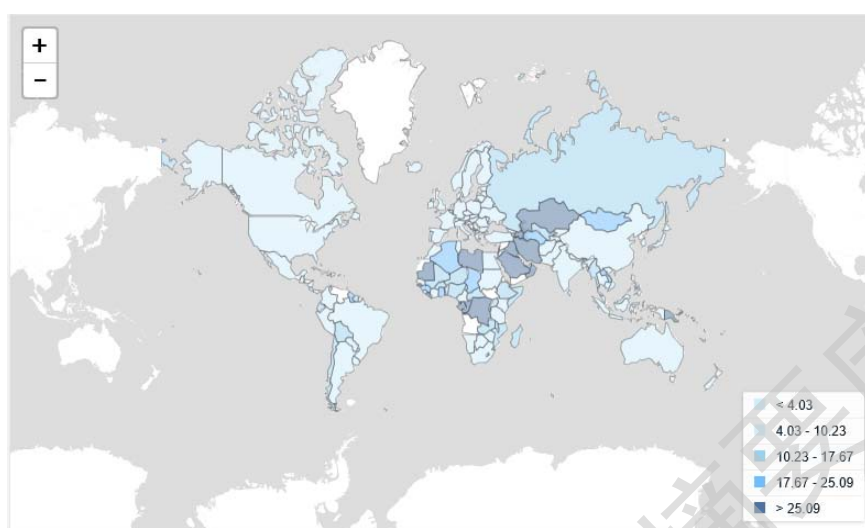 +
−
< 4.03
4.03 - 10.23
10.23 - 17.67
17.67 - 25.09
> 25.09